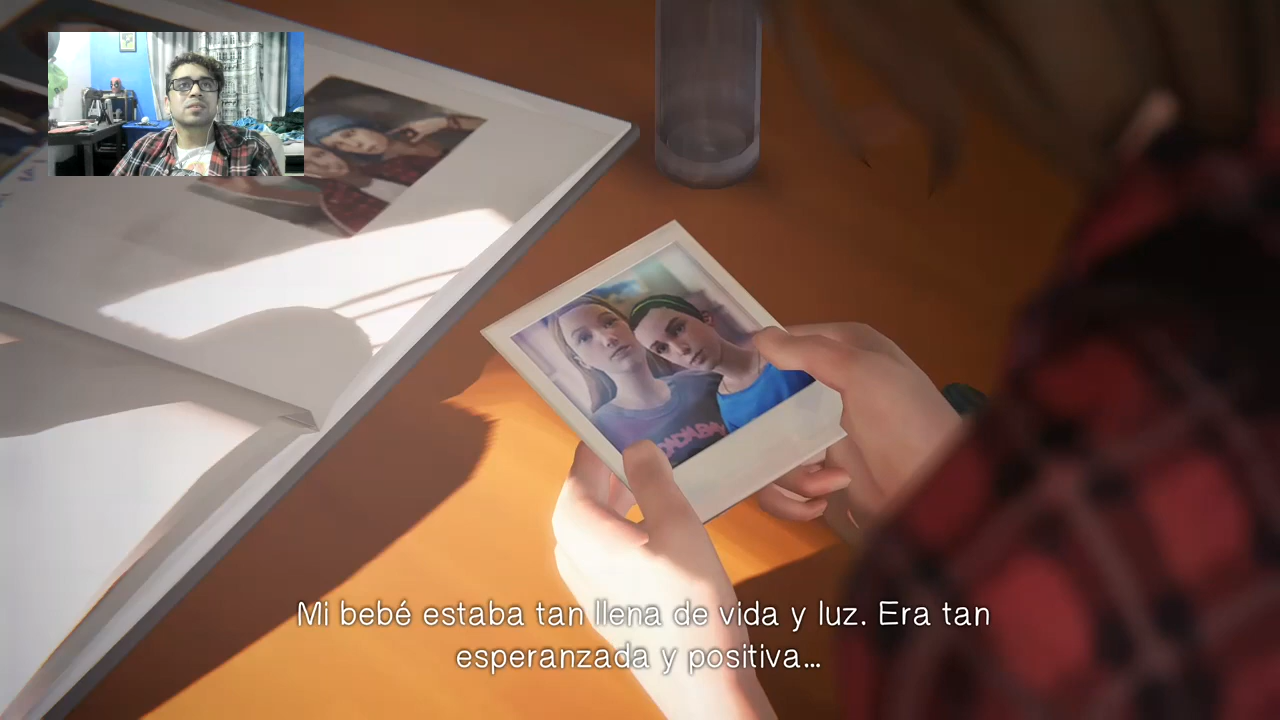 Mi bebé estaba tan llena de vida y luz. Era tan
esperanzada y positiva...